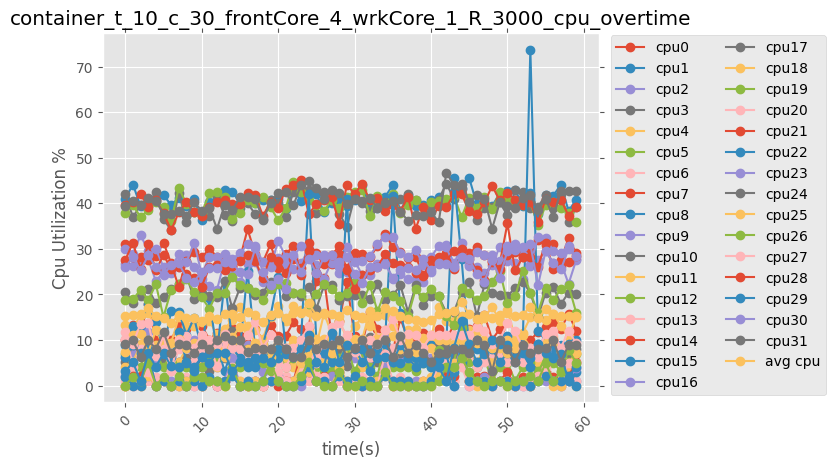 container_t_10_c_30_frontCore_4_wrkCore_1_R_3000_cpu_overtime
Cpu Utilization %
70
60
50
40
30
20
10
0
0
10
20
30
40
50
60
time(s)
cpu0
cpu1
cpu2
cpu3
cpu4
cpu5
cpu6
cpu7
cpu8
cpu9
cpu10
cpu11
cpu12
cpu13
cpu14
cpu15
cpu16
cpu17
cpu18
cpu19
cpu20
cpu21
cpu22
cpu23
cpu24
cpu25
cpu26
cpu27
cpu28
cpu29
cpu30
cpu31
avg cpu